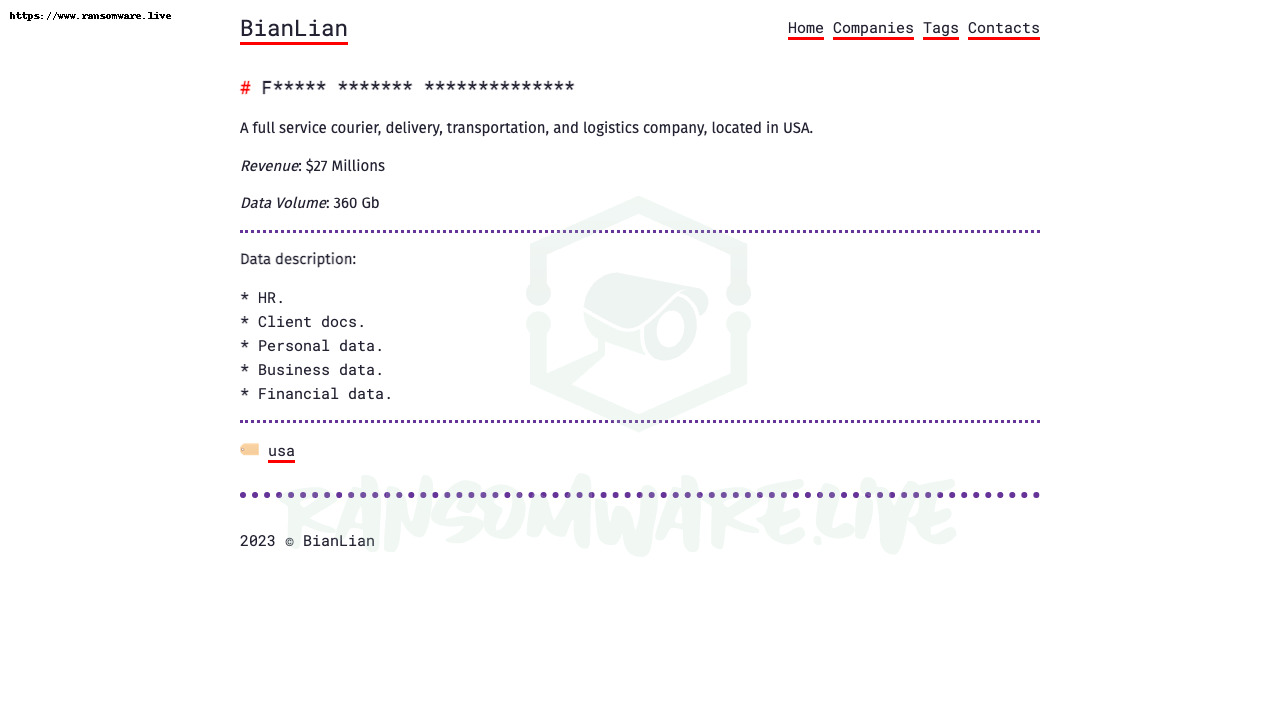 https://www.ransomware.live
BianLian
Home Companies Tags Contacts
# F***** ******* **************
A full service courier, delivery, transportation, and logistics company, located in USA.
Revenue: $27 Millions
Data Volume: 360 Gb
Data description:
* HR.
* Client docs.
* Personal data.
* Business data.
* Financial data.
usa
RANSOMWARE.LIVE
2023 © BianLian